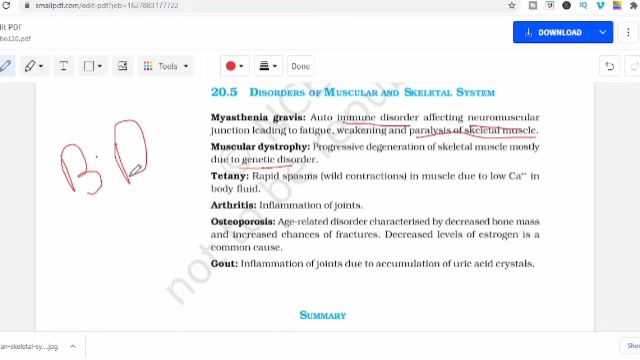 smallpdf.com/edit-pdf?job=1627883177722
dit PDF
DOWNLOAD
Tools
Done
20.5 DISORDERS OF MUSCULAR AND SKELETAL SYSTEM
Myasthenia gravis: Auto immune disorder affecting neuromuscular
junction leading to fatigue, weakening and paralysis of skeletal muscle.
Muscular dystrophy: Progressive degeneration of skeletal muscle mostly
due to genetic disorder.
Tetany: Rapid spasms (wild contractions) in muscle due to low Ca++ in
body fluid.
Arthritis: Inflammation of joints.
Osteoporosis: Age-related disorder characterised by decreased bone mass
and increased chances of fractures. Decreased levels of estrogen is a
common cause.
Gout: Inflammation of joints due to accumulation of uric acid crystals.
SUMMARY
an-skeletal-sy....jpg